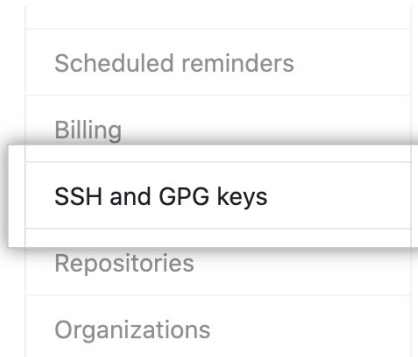 Scheduled reminders
Billing
SSH and GPG keys
Repositories
Organizations